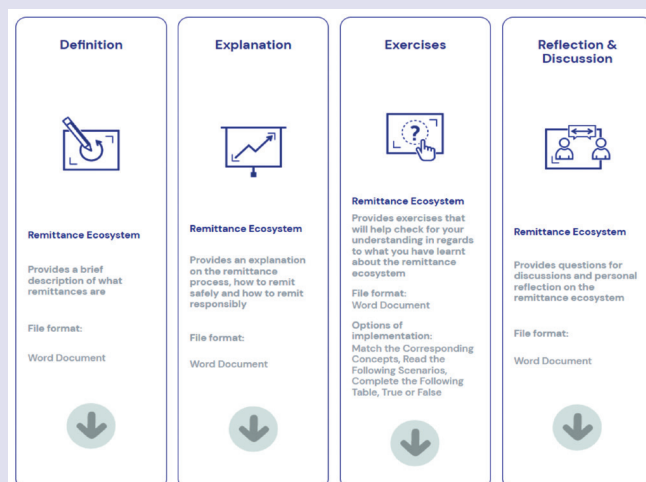 Definition
Remittance Ecosystem
Provides a brief
description of what
remittances are
File format:
Word Document
Explanation
Remittance Ecosystem
Provides an explanation
on the remittance
process, how to remit
safely and how to remit
responsibly
File format:
Word Document
Exercises
?
Remittance Ecosystem
Provides exercises that
will help check for your
understanding in regards
to what you have learnt
about the remittance
ecosystem
File format:
Word Document
Options of
implementation:
Match the Corresponding
Concepts, Read the
Following Scenarios,
Complete the Following
Table, True or False
Reflection &
Discussion
Remittance Ecosystem
Provides questions for
discussions and personal
reflection on the
remittance ecosystem
File format:
Word Document